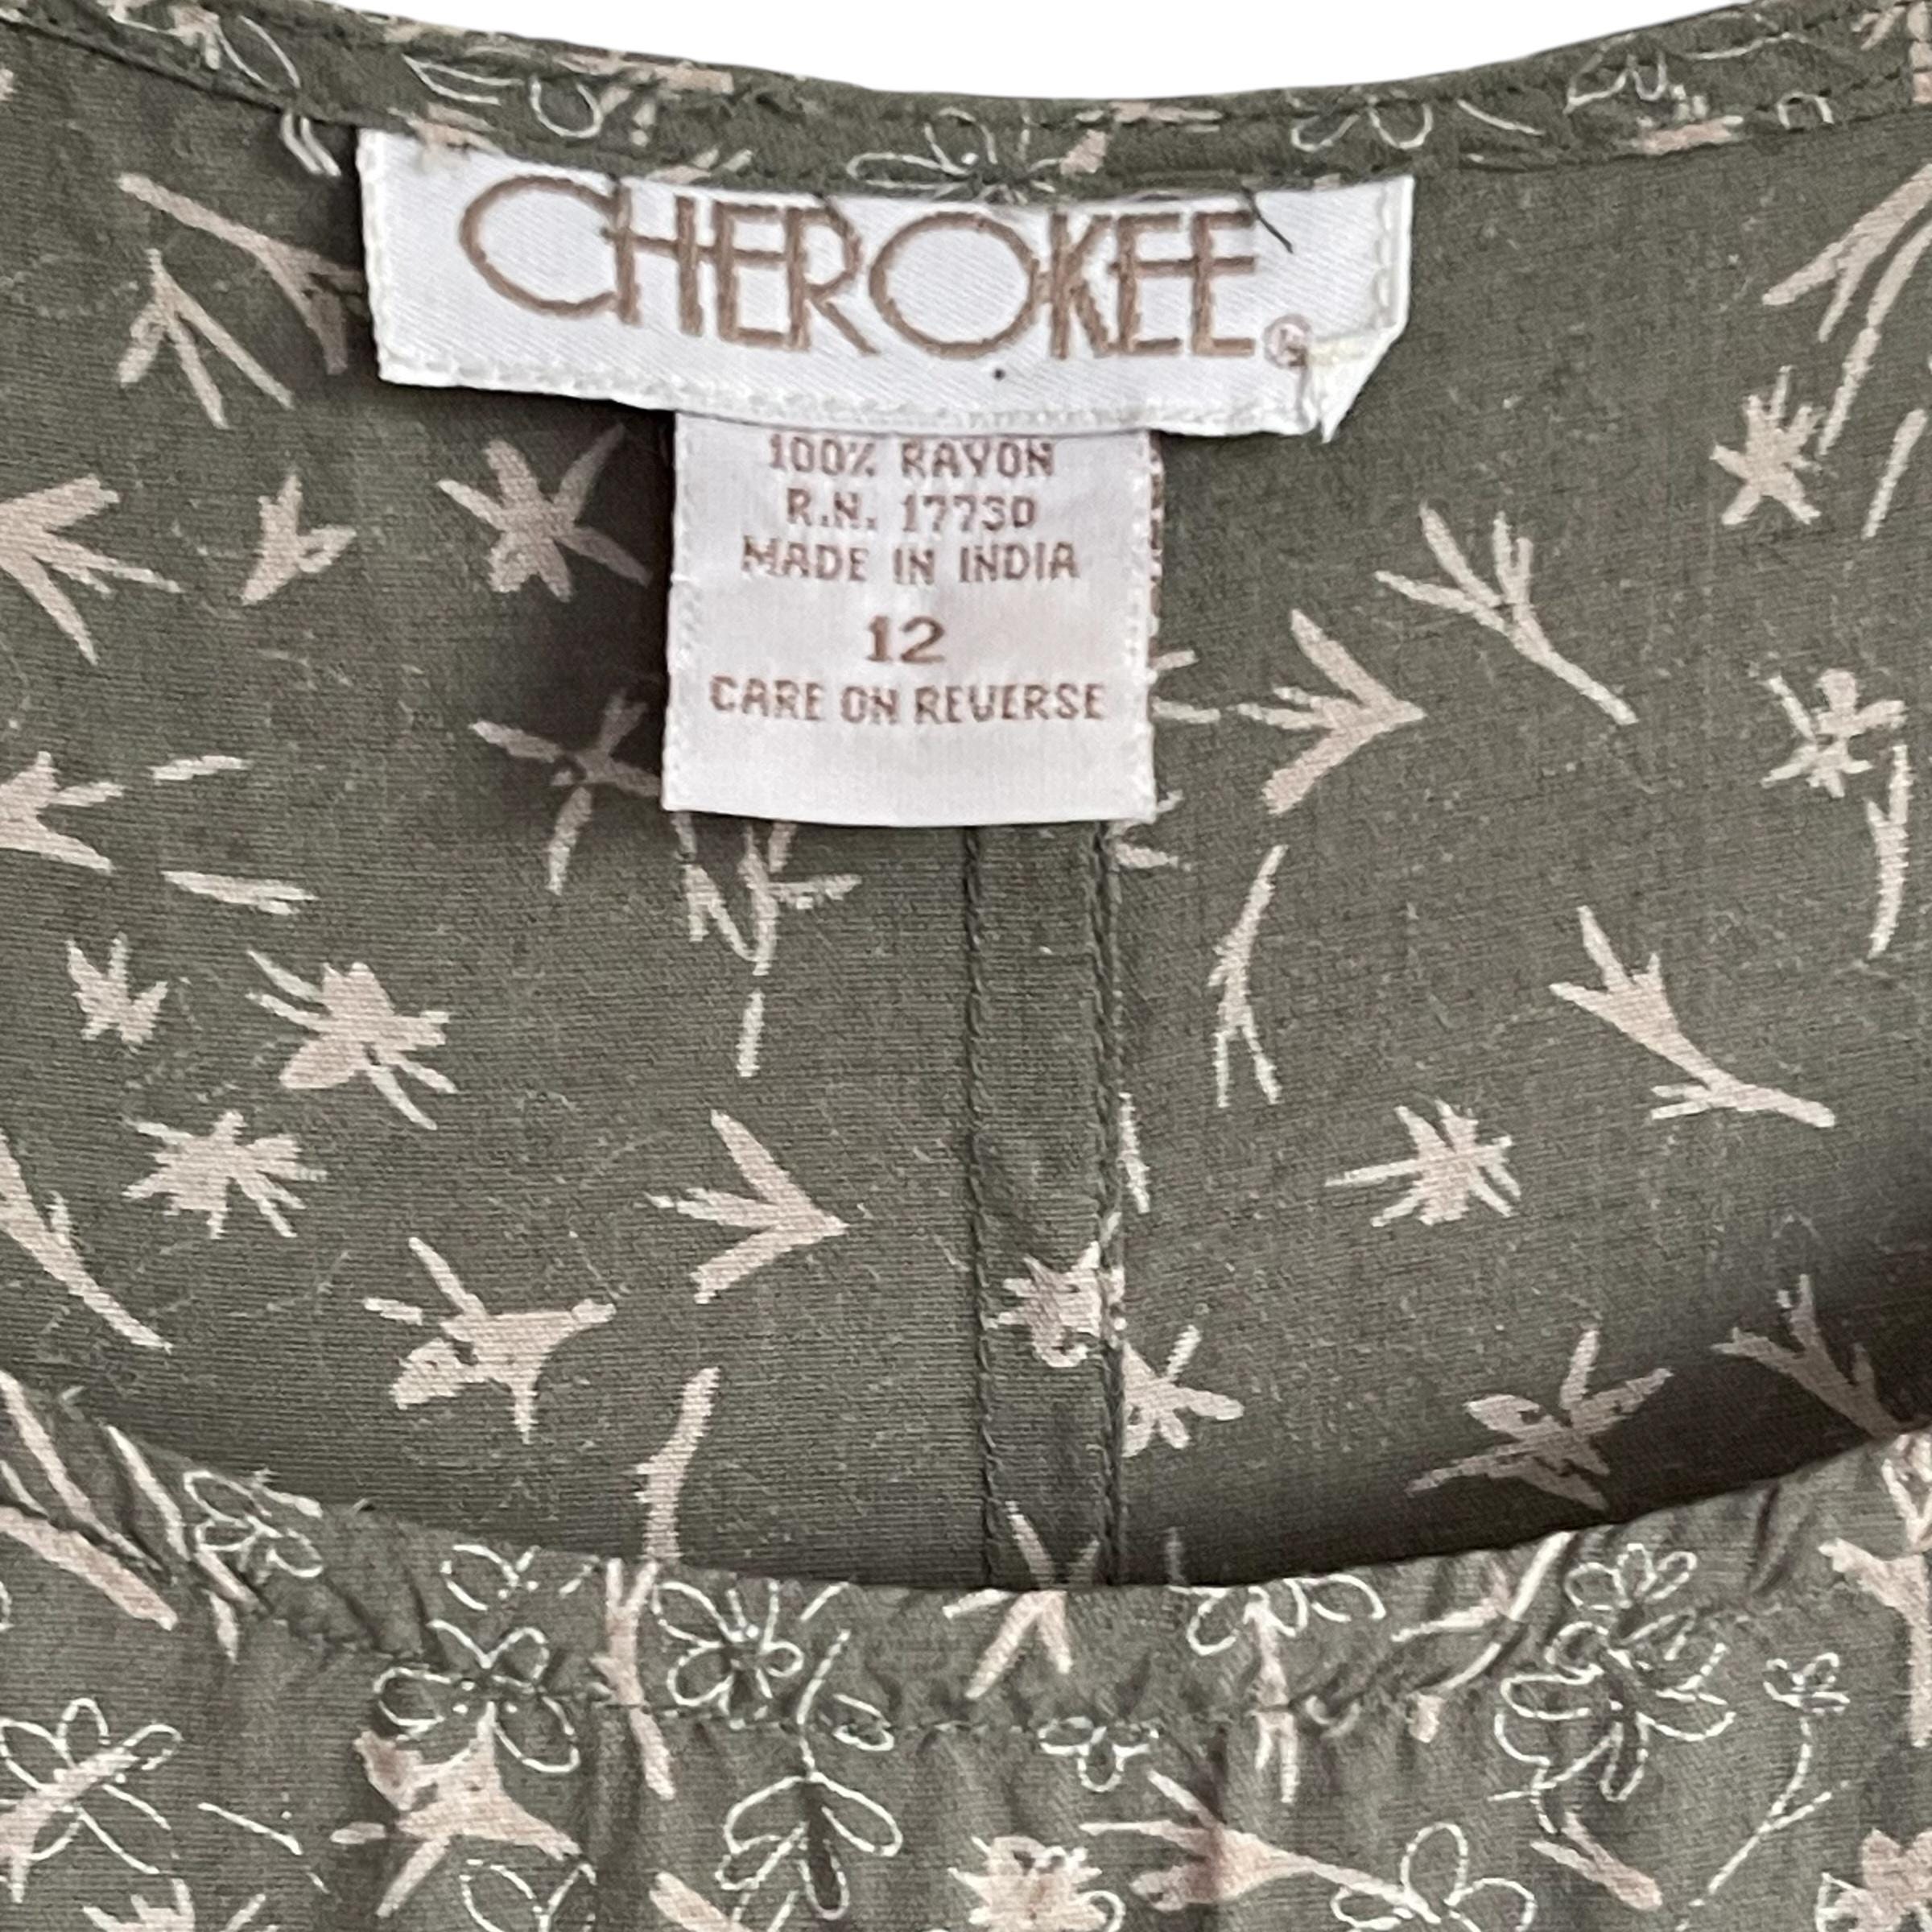 CHEROKEE®
100% RAYON
R.N. 17730
MADE IN INDIA
12
CARE ON REVERSE